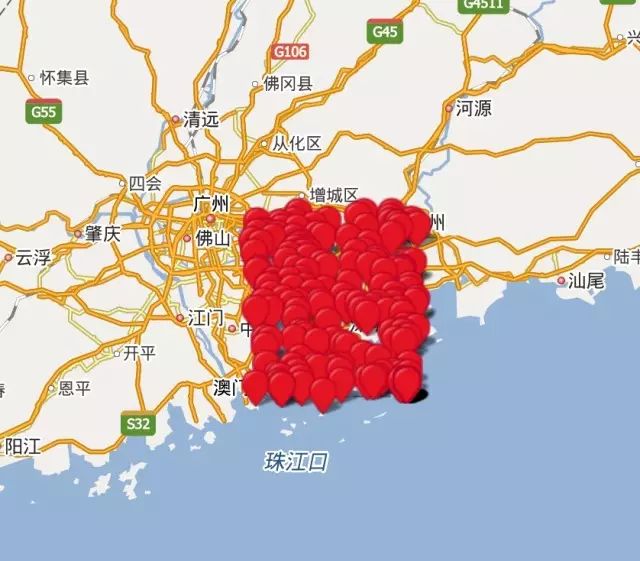 G4511
G45
兴
G106
怀集县
佛冈县
G55
河源
清远
从化区
四会
增城区
广州
州
肇庆
佛山
云浮
陆丰
汕尾
江门
中
开平
恩平
澳门
S32
阳江
珠江口